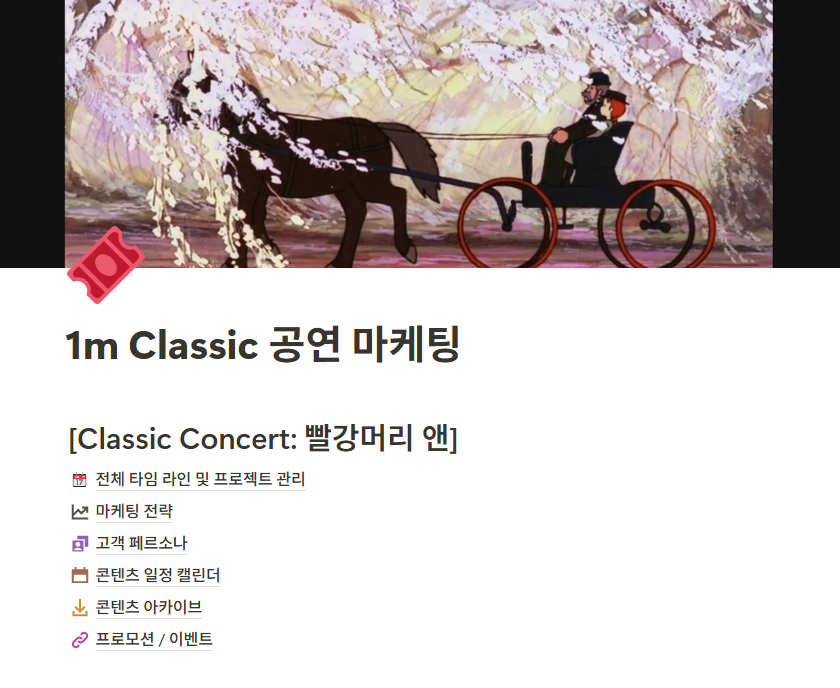 1m Classic 공연 마케팅
[Classic Concert: 빨강머리 앤]
전체 타임 라인 및 프로젝트 관리
마케팅 전략
고객 페르소나
콘텐츠 일정 캘린더
콘텐츠 아카이브
프로모션 / 이벤트